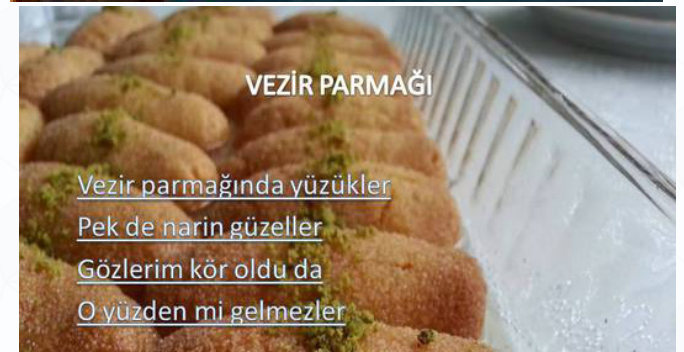 VEZİR PARMAĞI
Vezir parmağında yüzükler
Pek de narin güzeller
Gözlerim kör oldu da
O yüzden mi gelmezler